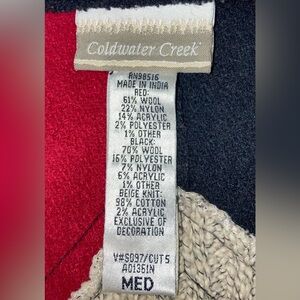 Coldwater Creek
RN98516
MADE IN INDIA
RED:
61% WOOL
22% NYLON
14% ACRYLIC
2% POLYESTER
1% OTHER
BLACK:
70% WOOL
16% POLYESTER
7% NYLON
6% ACRYLIC
1% OTHER
BEIGE KNIT:
98% COTTON
2% ACRYLIC
EXCLUSIVE OF
DECORATION
V#S097/CUT5
A01351N
MED